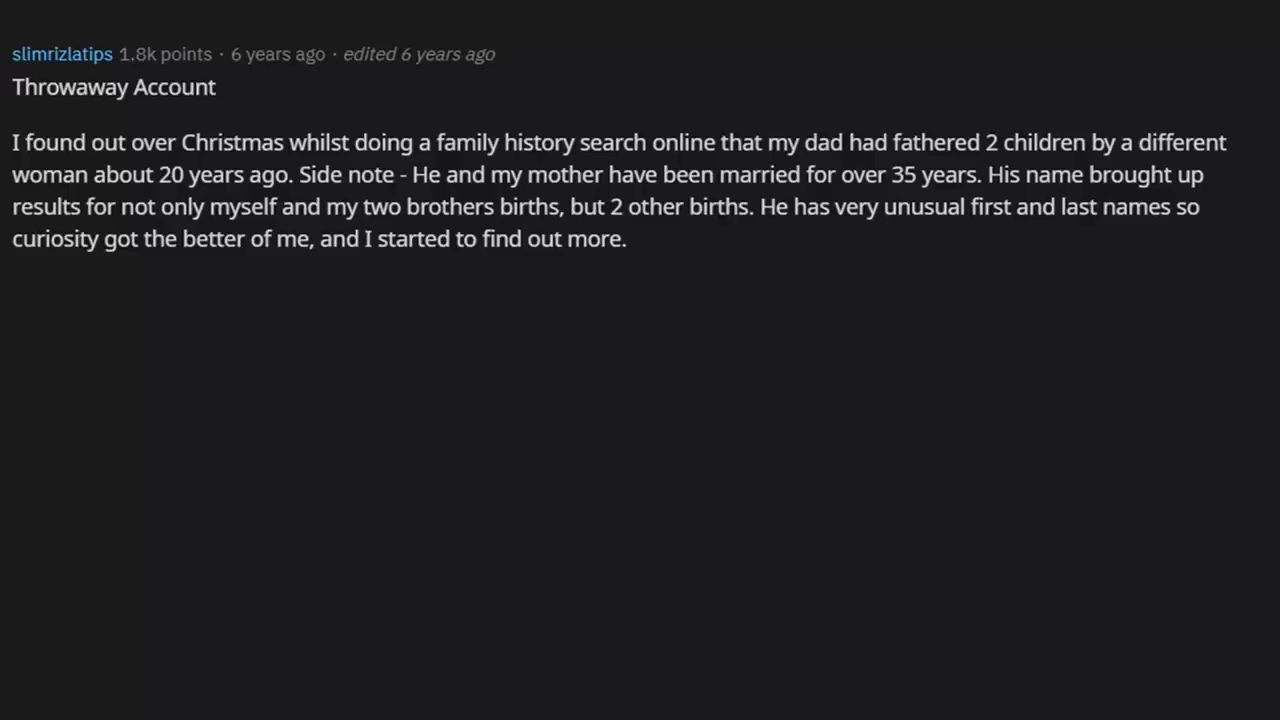 slimrizlatips 1.8k points · 6 years ago · edited 6 years ago
Throwaway Account
I found out over Christmas whilst doing a family history search online that my dad had fathered 2 children by a different
woman about 20 years ago. Side note - He and my mother have been married for over 35 years. His name brought up
results for not only myself and my two brothers births, but 2 other births. He has very unusual first and last names so
curiosity got the better of me, and I started to find out more.